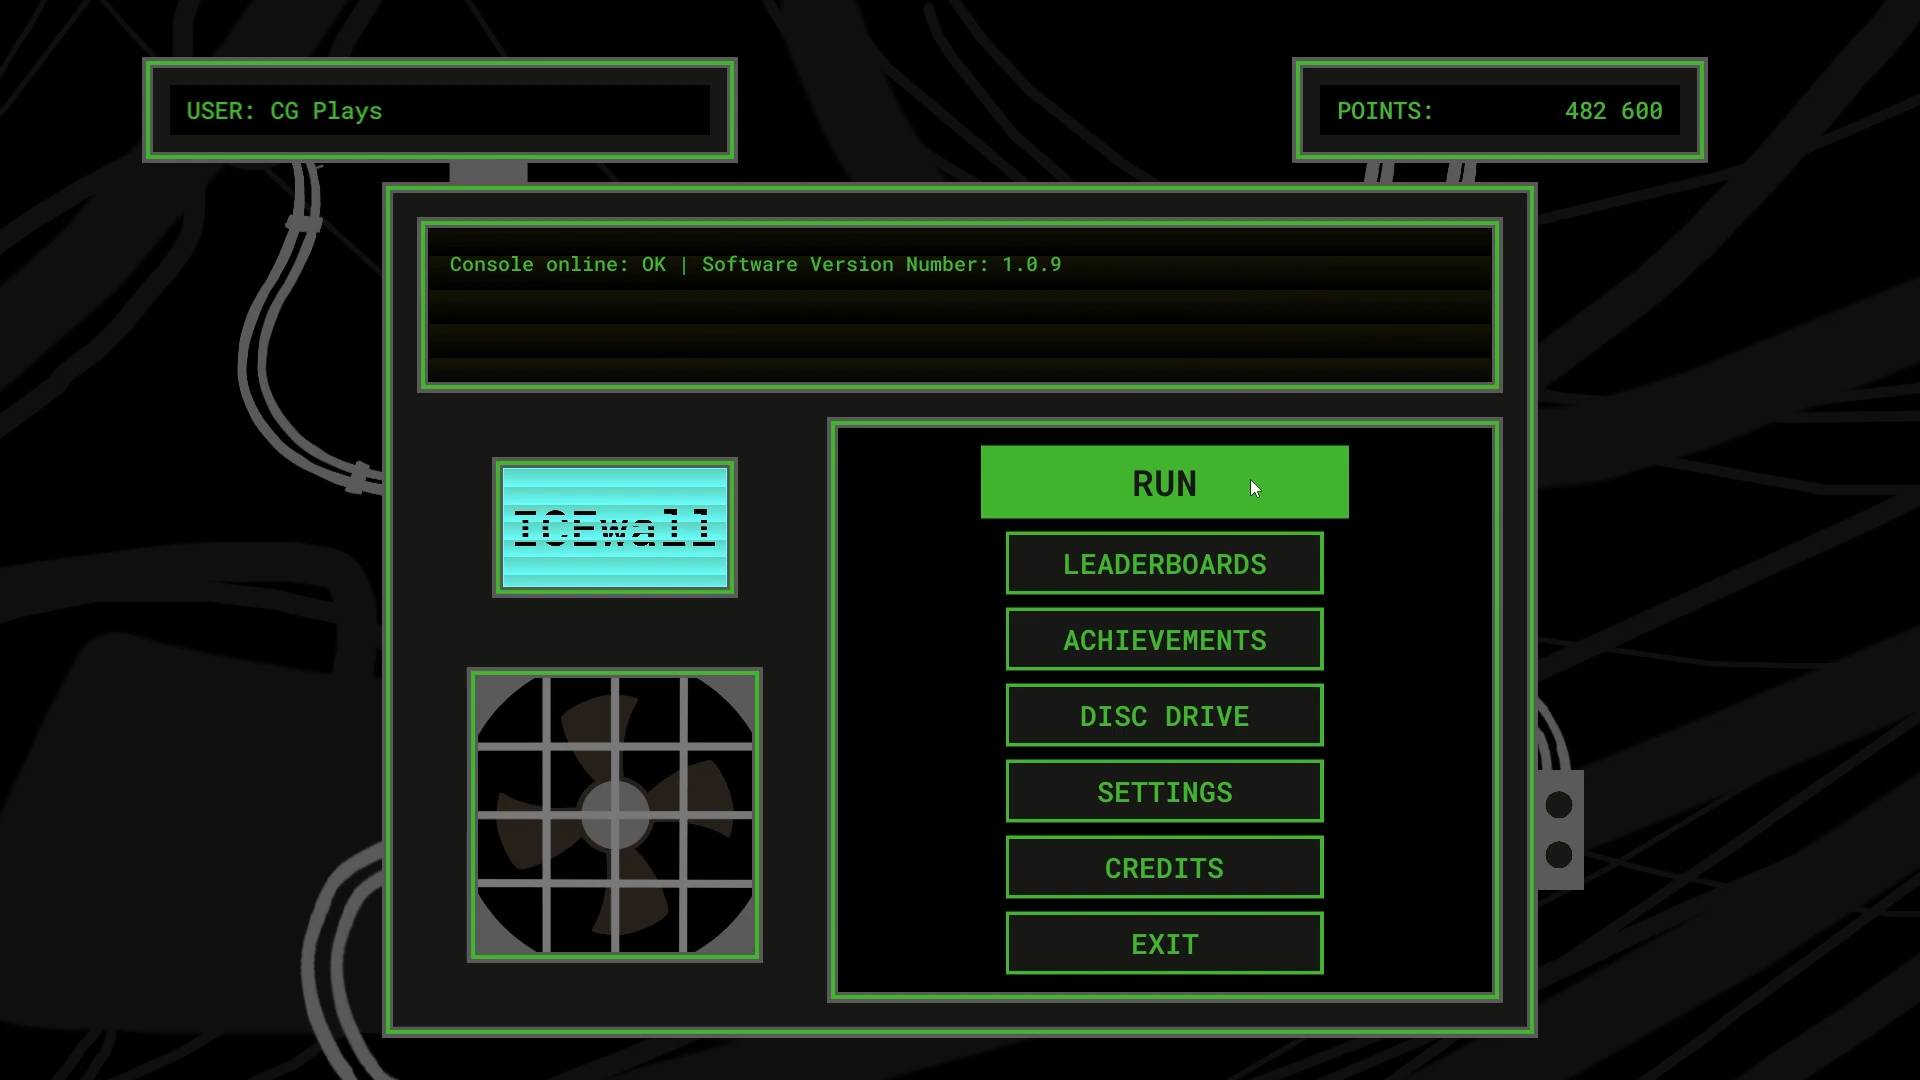 USER: CG Plays
POINTS: 482 600
Console online: OK | Software Version Number: 1.0.9
ICEwall
RUN
LEADERBOARDS
ACHIEVEMENTS
DISC DRIVE
SETTINGS
CREDITS
EXIT